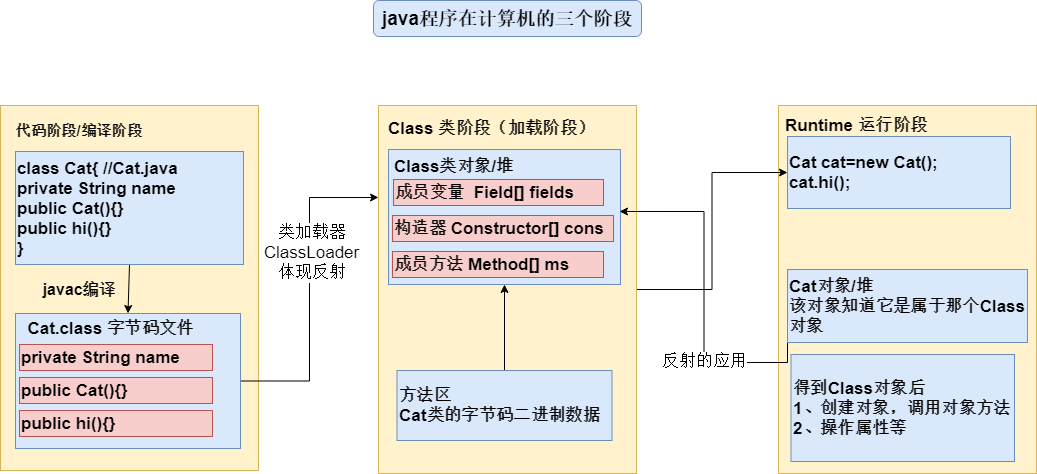 java程序在计算机的三个阶段
代码阶段/编译阶段
class Cat{ //Cat.java
private String name
public Cat(){}
public hi(){}
}
javac编译
Cat.class 字节码文件
private String name
public Cat(){}
public hi(){}
类加载器
ClassLoader
体现反射
Class 类阶段（加载阶段）
Class类对象/堆
成员变量 Field[] fields
构造器 Constructor[] cons
成员方法 Method[] ms
方法区
Cat类的字节码二进制数据
反射的应用
Runtime 运行阶段
Cat cat=new Cat();
cat.hi();
Cat对象/堆
该对象知道它是属于那个Class
对象
得到Class对象后
1、创建对象，调用对象方法
2、操作属性等